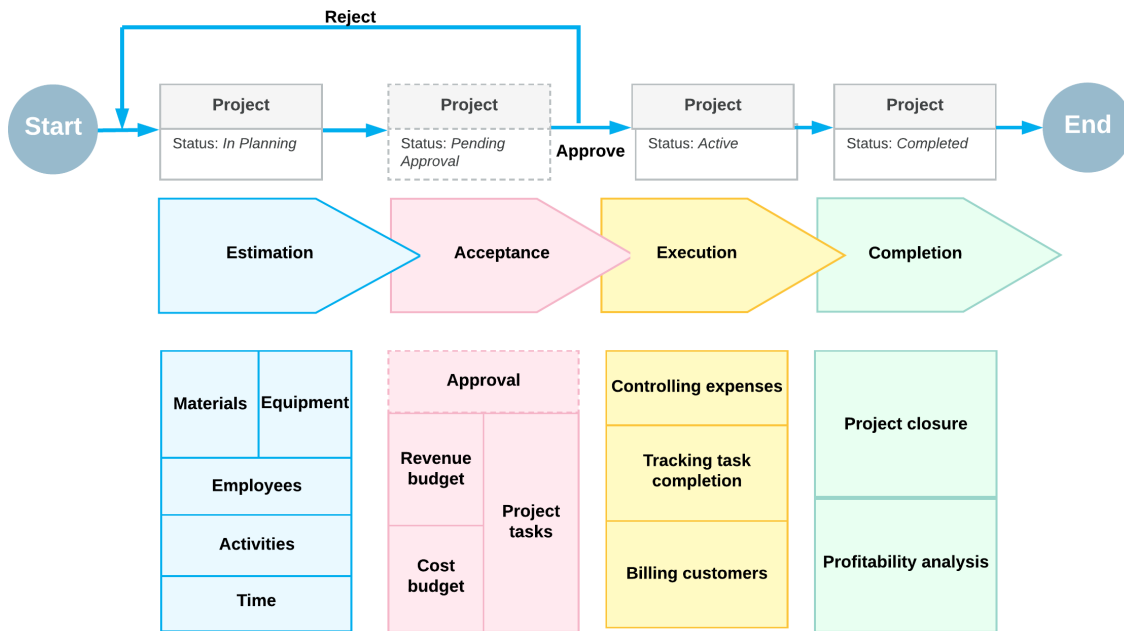 Reject
Start
Project
Status: In Planning
Project
Status: Pending
Approval
Approve
Project
Status: Active
Project
Status: Completed
End
Estimation
Acceptance
Execution
Completion
Materials
Equipment
Employees
Activities
Time
Approval
Revenue
budget
Cost
budget
Project
tasks
Controlling expenses
Tracking task
completion
Billing customers
Project closure
Profitability analysis